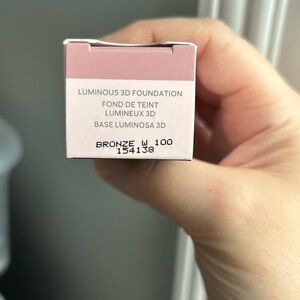 LUMINOUS 3D FOUNDATION
FOND DE TEINT
LUMINEUX 3D
BASE LUMINOSA 3D
BRONZE W 100
154138